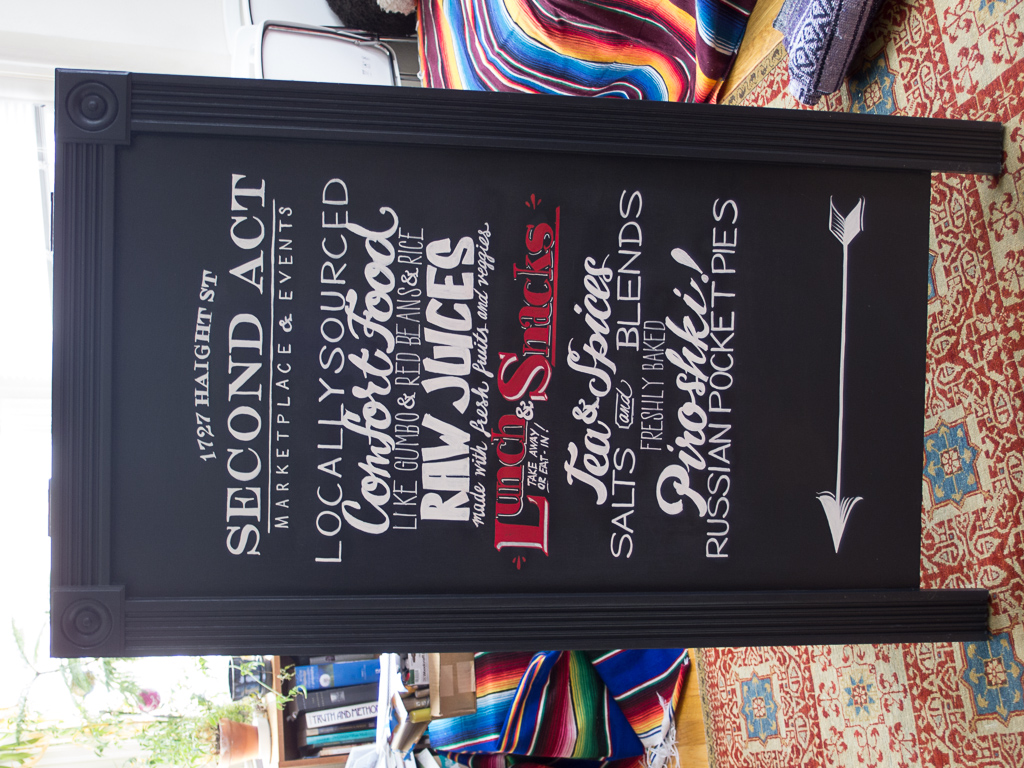 1727 HAIGHT ST
SECOND ACT
MARKETPLACE & EVENTS
LOCALLY SOURCED
Comfort Food
LIKE GUMBO & RED BEANS & RICE
RAW JUICES
made with fresh fruits and veggies
Lunch & Snacks
TAKE AWAY
OR EAT-IN!
Tea & Spices
SALTS and BLENDS
FRESHLY BAKED
Piroshki!
RUSSIAN POCKET PIES
TRUTH AND METHOD